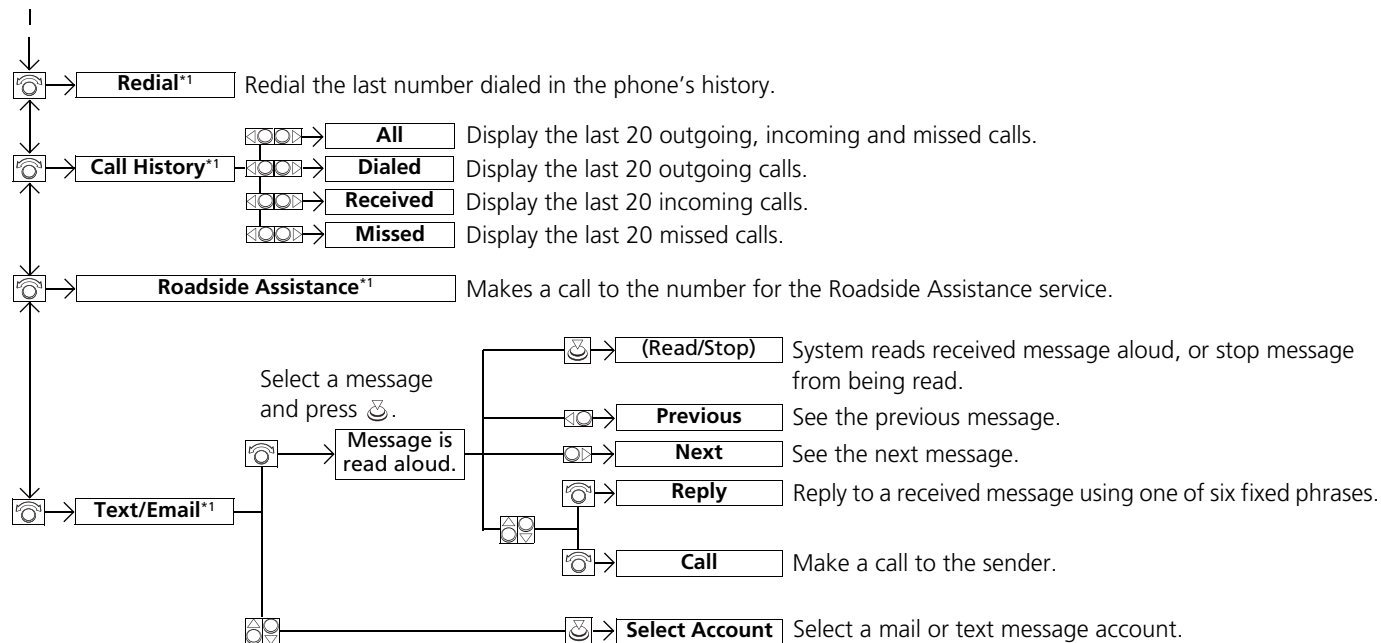 Redial*1 Redial the last number dialed in the phone's history.
All Display the last 20 outgoing, incoming and missed calls.
Call History*1 Dialed Display the last 20 outgoing calls.
Received Display the last 20 incoming calls.
Missed Display the last 20 missed calls.
Roadside Assistance*1 Makes a call to the number for the Roadside Assistance service.
(Read/Stop) System reads received message aloud, or stop message
from being read.
Select a message
and press .
Previous See the previous message.
Message is
read aloud.
Next See the next message.
Reply Reply to a received message using one of six fixed phrases.
Text/Email*1
Call Make a call to the sender.
Select Account Select a mail or text message account.